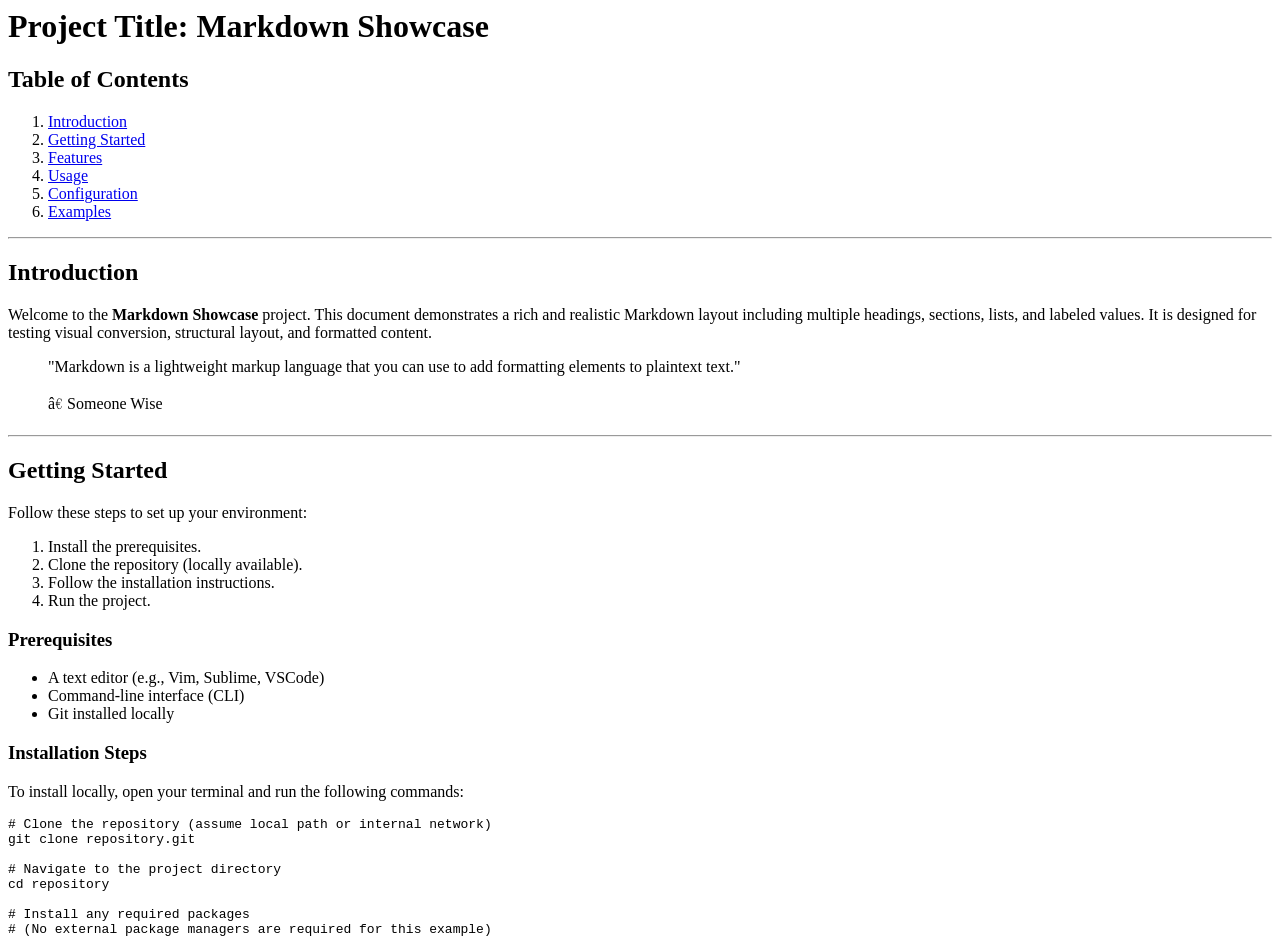 Project Title: Markdown Showcase
Table of Contents
1. Introduction
2. Getting Started
3. Features
4. Usage
5. Configuration
6. Examples
Introduction
Welcome to the Markdown Showcase project. This document demonstrates a rich and realistic Markdown layout including multiple headings, sections, lists, and labeled values. It is designed for
testing visual conversion, structural layout, and formatted content.
"Markdown is a lightweight markup language that you can use to add formatting elements to plaintext text."
â€ Someone Wise
Getting Started
Follow these steps to set up your environment:
1. Install the prerequisites.
2. Clone the repository (locally available).
3. Follow the installation instructions.
4. Run the project.
Prerequisites
• A text editor (e.g., Vim, Sublime, VSCode)
• Command-line interface (CLI)
• Git installed locally
Installation Steps
To install locally, open your terminal and run the following commands:
# Clone the repository (assume local path or internal network)
git clone repository.git
# Navigate to the project directory
cd repository
# Install any required packages
# (No external package managers are required for this example)